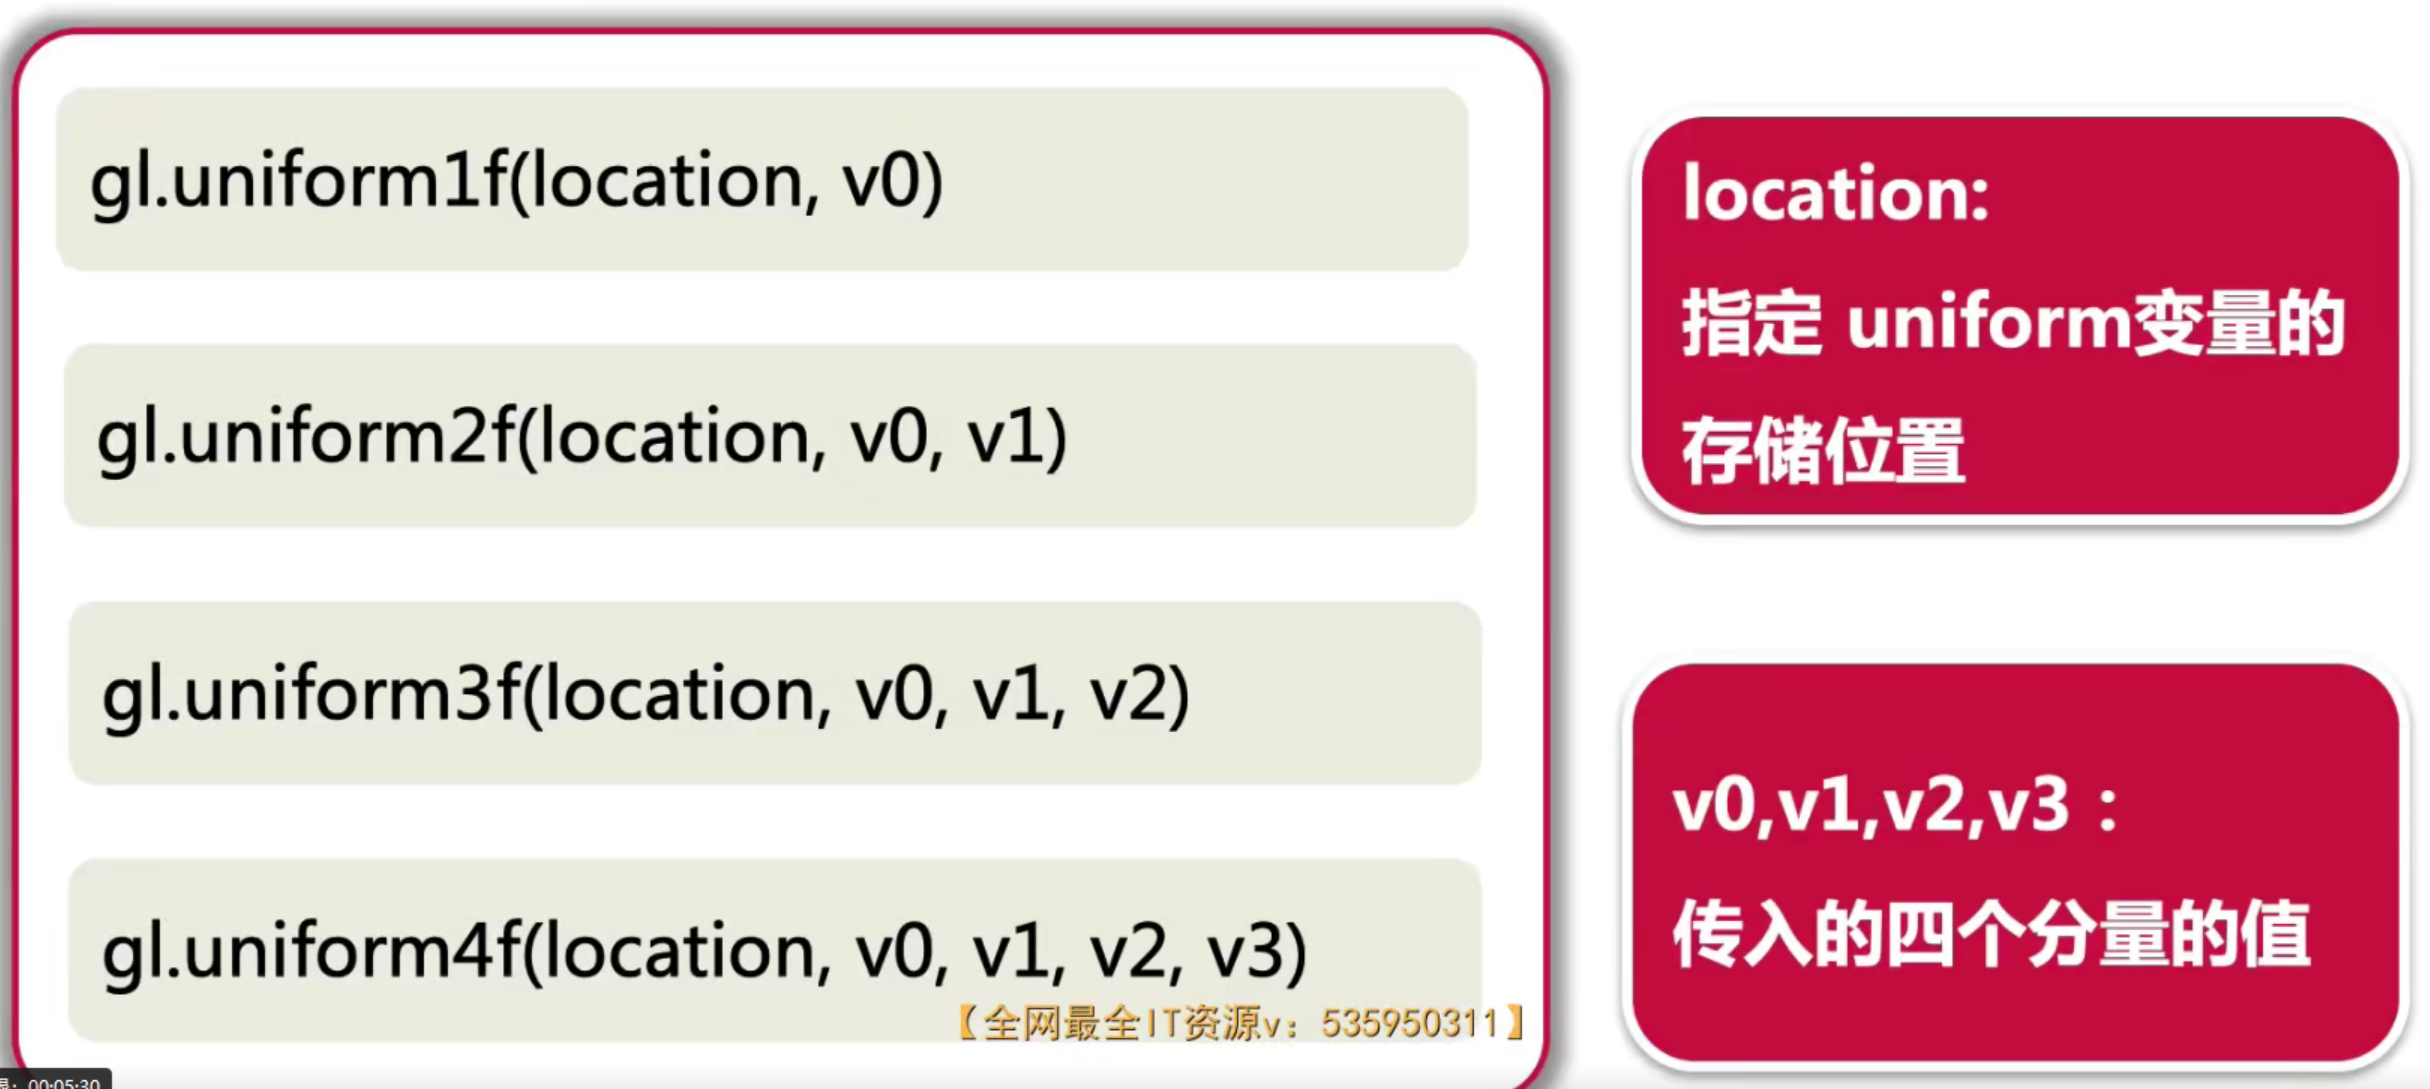 gl.uniform1f(location, v0)
gl.uniform2f(location, v0, v1)
gl.uniform3f(location, v0, v1, v2)
gl.uniform4f(location, v0, v1, v2, v3)
【全网最全IT资源v：535950311】
00:05:30
location:
指定 uniform变量的
存储位置
v0,v1,v2,v3：
传入的四个分量的值